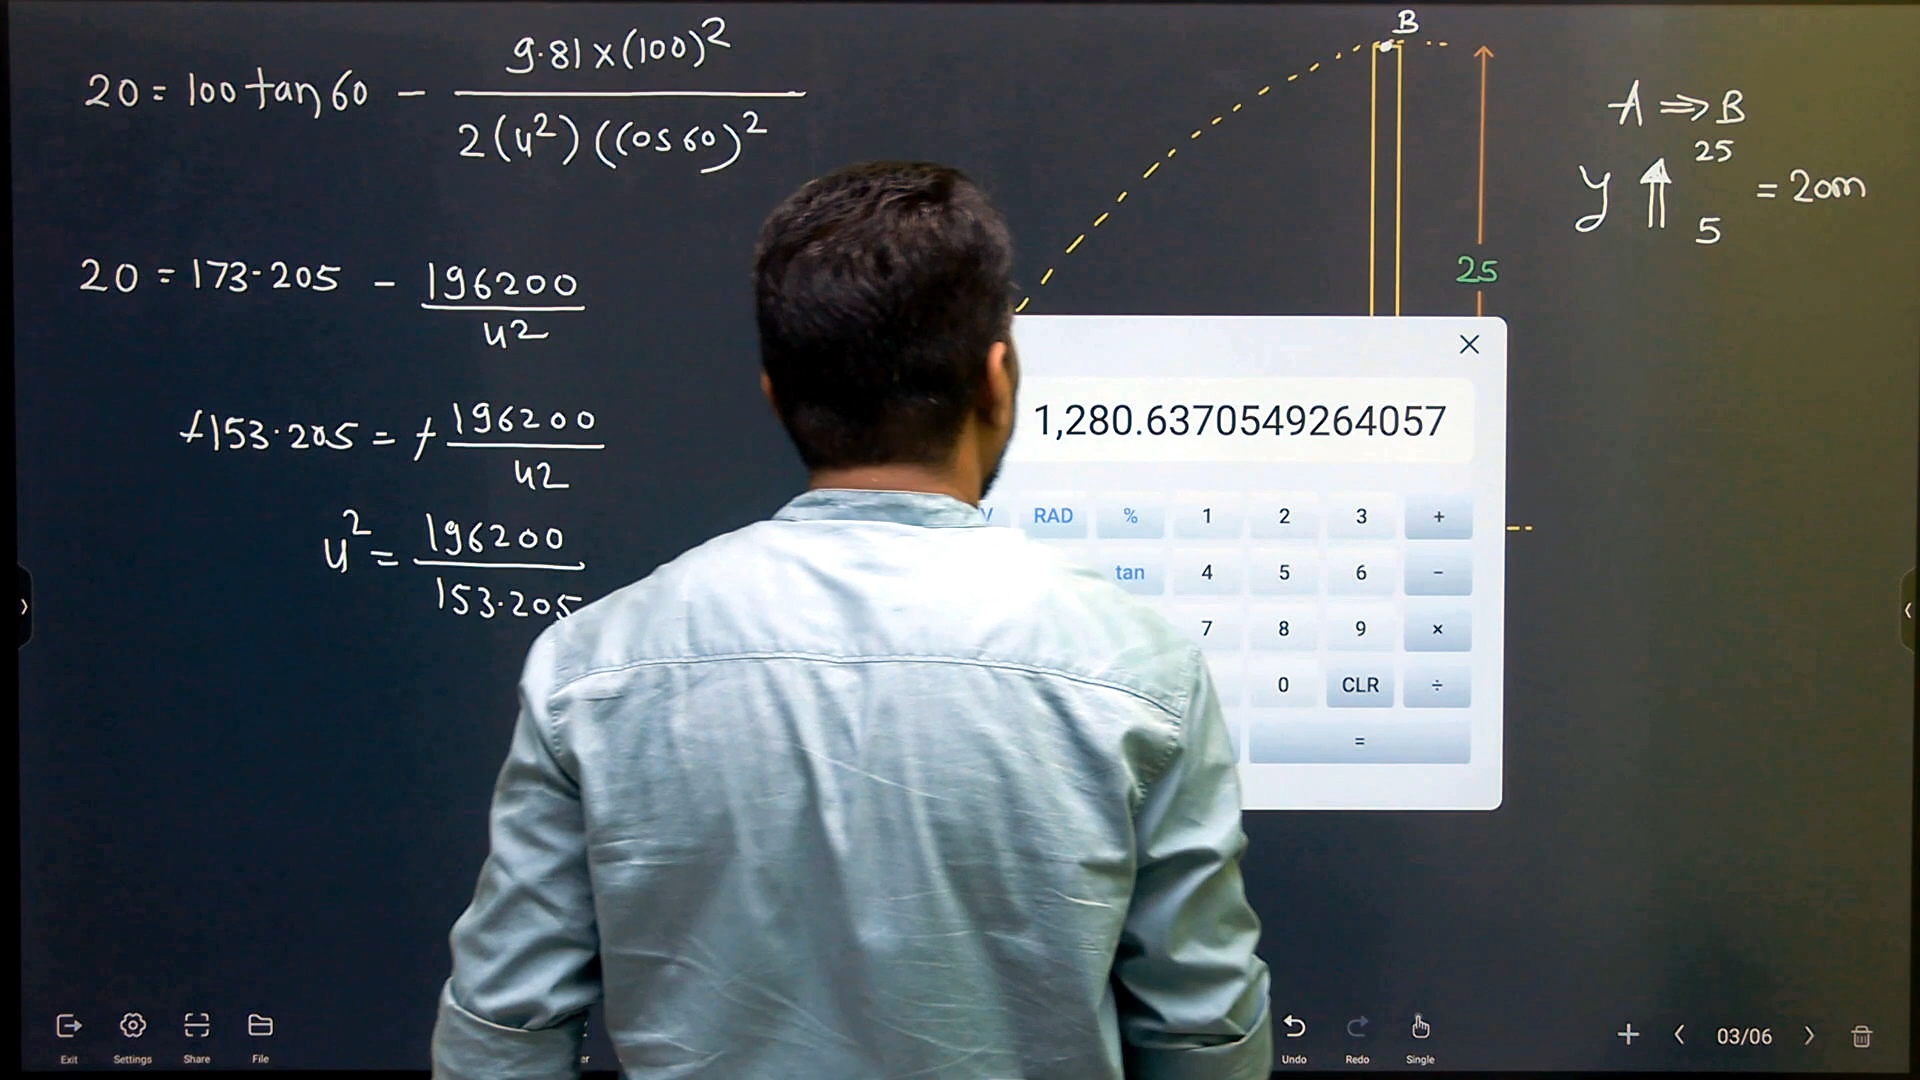 20 = 100 tan 60 - 9.81 x (100)² / 2(u²)(cos 60)²
20 = 173.205 - 196200 / u2
+153.205 = + 196200 / u2
u² = 196200 / 153.205
B
25
A ⇒ B
y ⇑ 25 5 = 20m
×
1,280.6370549264057
RAD % 1 2 3 +
tan 4 5 6 −
7 8 9 ×
0 CLR ÷
=
Exit Settings Share File
Undo Redo Single
+ < 03/06 >